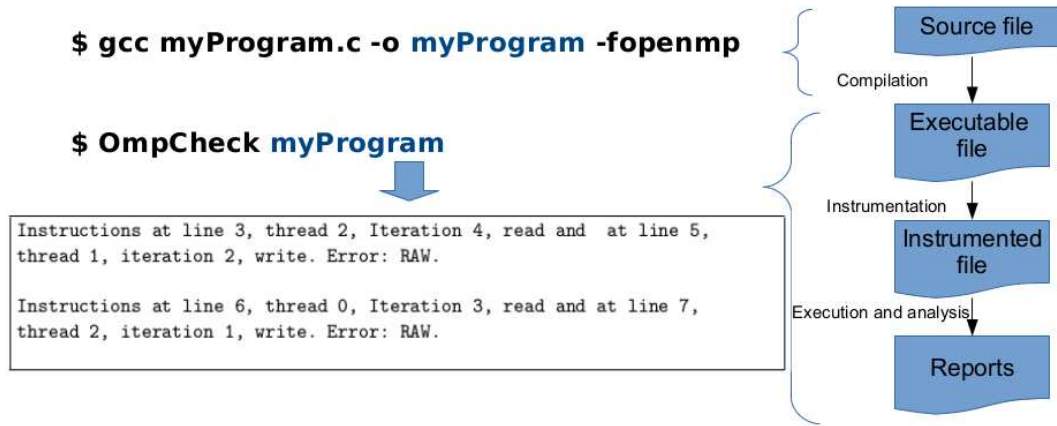 $ gcc myProgram.c -o myProgram -fopenmp
$ OmpCheck myProgram
Instructions at line 3, thread 2, Iteration 4, read and  at line 5,
thread 1, iteration 2, write. Error: RAW.
Instructions at line 6, thread 0, Iteration 3, read and at line 7,
thread 2, iteration 1, write. Error: RAW.
Source file
Compilation
Executable
file
Instrumentation
Instrumented
file
Execution and analysis
Reports